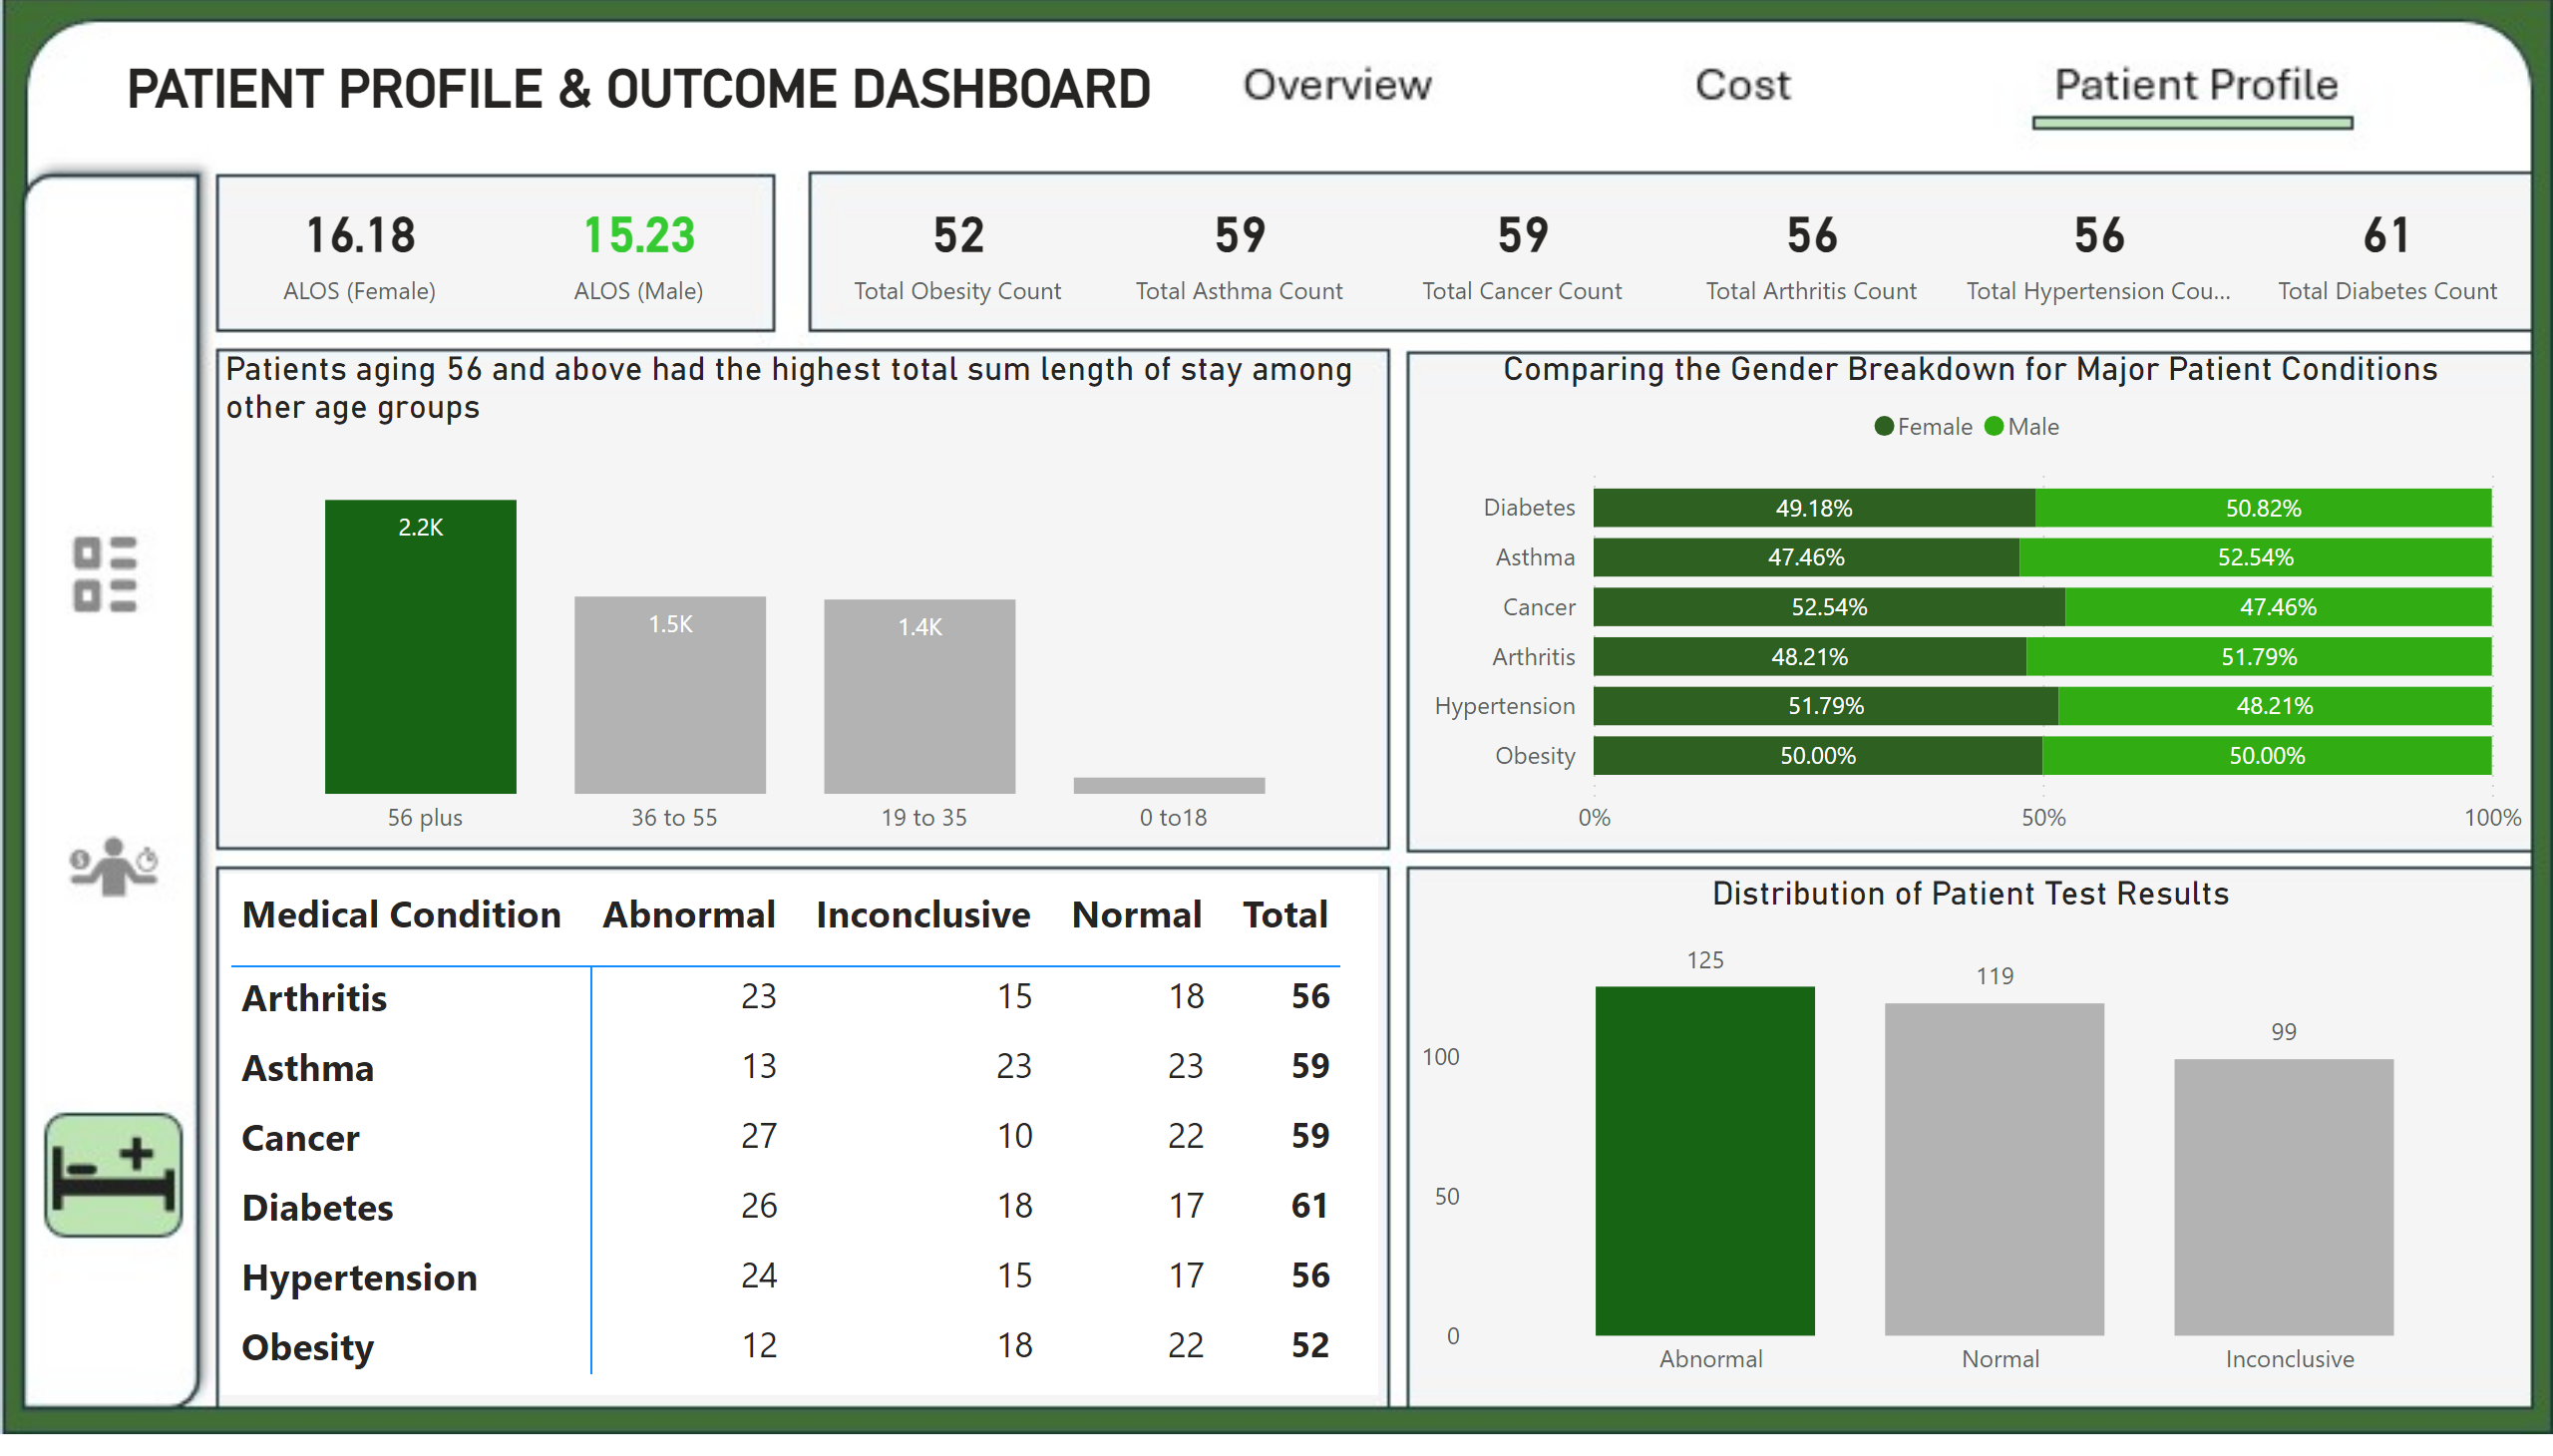 PATIENT PROFILE & OUTCOME DASHBOARD
Overview
Cost
Patient Profile
16.18
ALOS (Female)
15.23
ALOS (Male)
52
Total Obesity Count
59
Total Asthma Count
59
Total Cancer Count
56
Total Arthritis Count
56
Total Hypertension Cou...
61
Total Diabetes Count
Patients aging 56 and above had the highest total sum length of stay among
other age groups
2.2K
1.5K
1.4K
56 plus
36 to 55
19 to 35
0 to18
Comparing the Gender Breakdown for Major Patient Conditions
Female Male
Diabetes 49.18% 50.82%
Asthma 47.46% 52.54%
Cancer 52.54% 47.46%
Arthritis 48.21% 51.79%
Hypertension 51.79% 48.21%
Obesity 50.00% 50.00%
0% 50% 100%
Medical Condition Abnormal Inconclusive Normal Total
Arthritis 23 15 18 56
Asthma 13 23 23 59
Cancer 27 10 22 59
Diabetes 26 18 17 61
Hypertension 24 15 17 56
Obesity 12 18 22 52
Distribution of Patient Test Results
125
119
99
100
50
0
Abnormal
Normal
Inconclusive